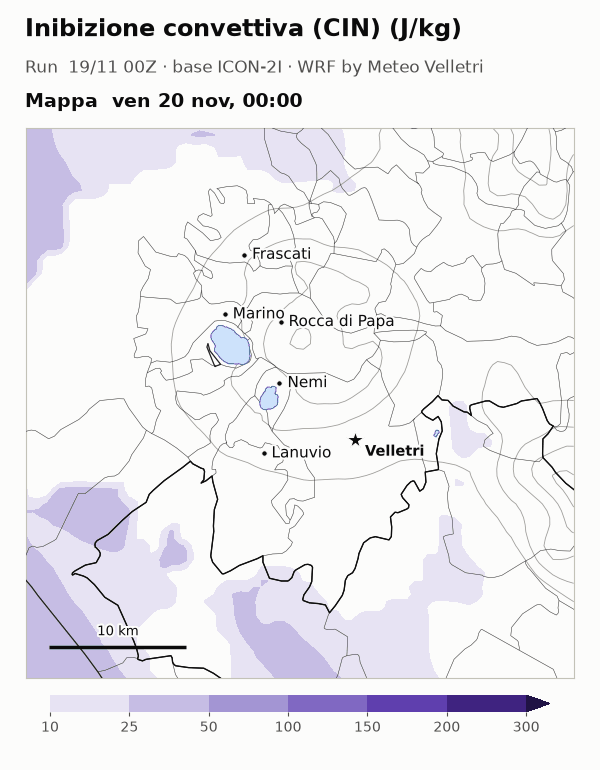 Inibizione convettiva (CIN) (J/kg)
Run  19/11 00Z · base ICON-2I · WRF by Meteo Velletri
Mappa  ven 20 nov, 00:00
Frascati
Marino
Rocca di Papa
Nemi
Lanuvio
Velletri
10 km
10 25 50 100 150 200 300